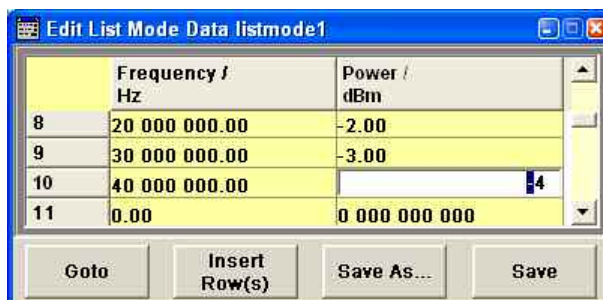 Edit List Mode Data listmode1
Frequency / Hz
Power / dBm
8 20 000 000.00 -2.00
9 30 000 000.00 -3.00
10 40 000 000.00 -4
11 0.00 0 000 000 000
Goto
Insert Row(s)
Save As...
Save